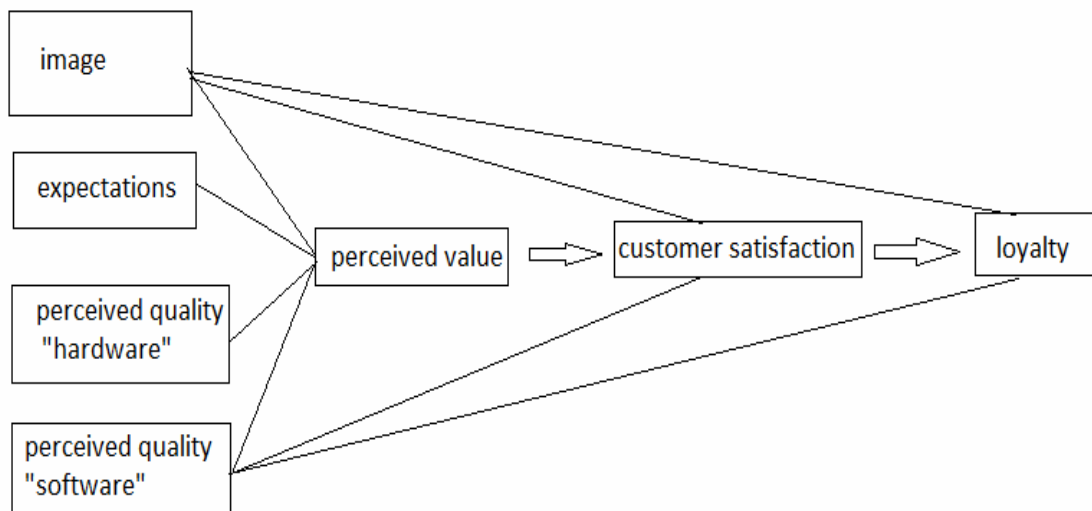 image
expectations
perceived value
customer satisfaction
loyalty
perceived quality
"hardware"
perceived quality
"software"